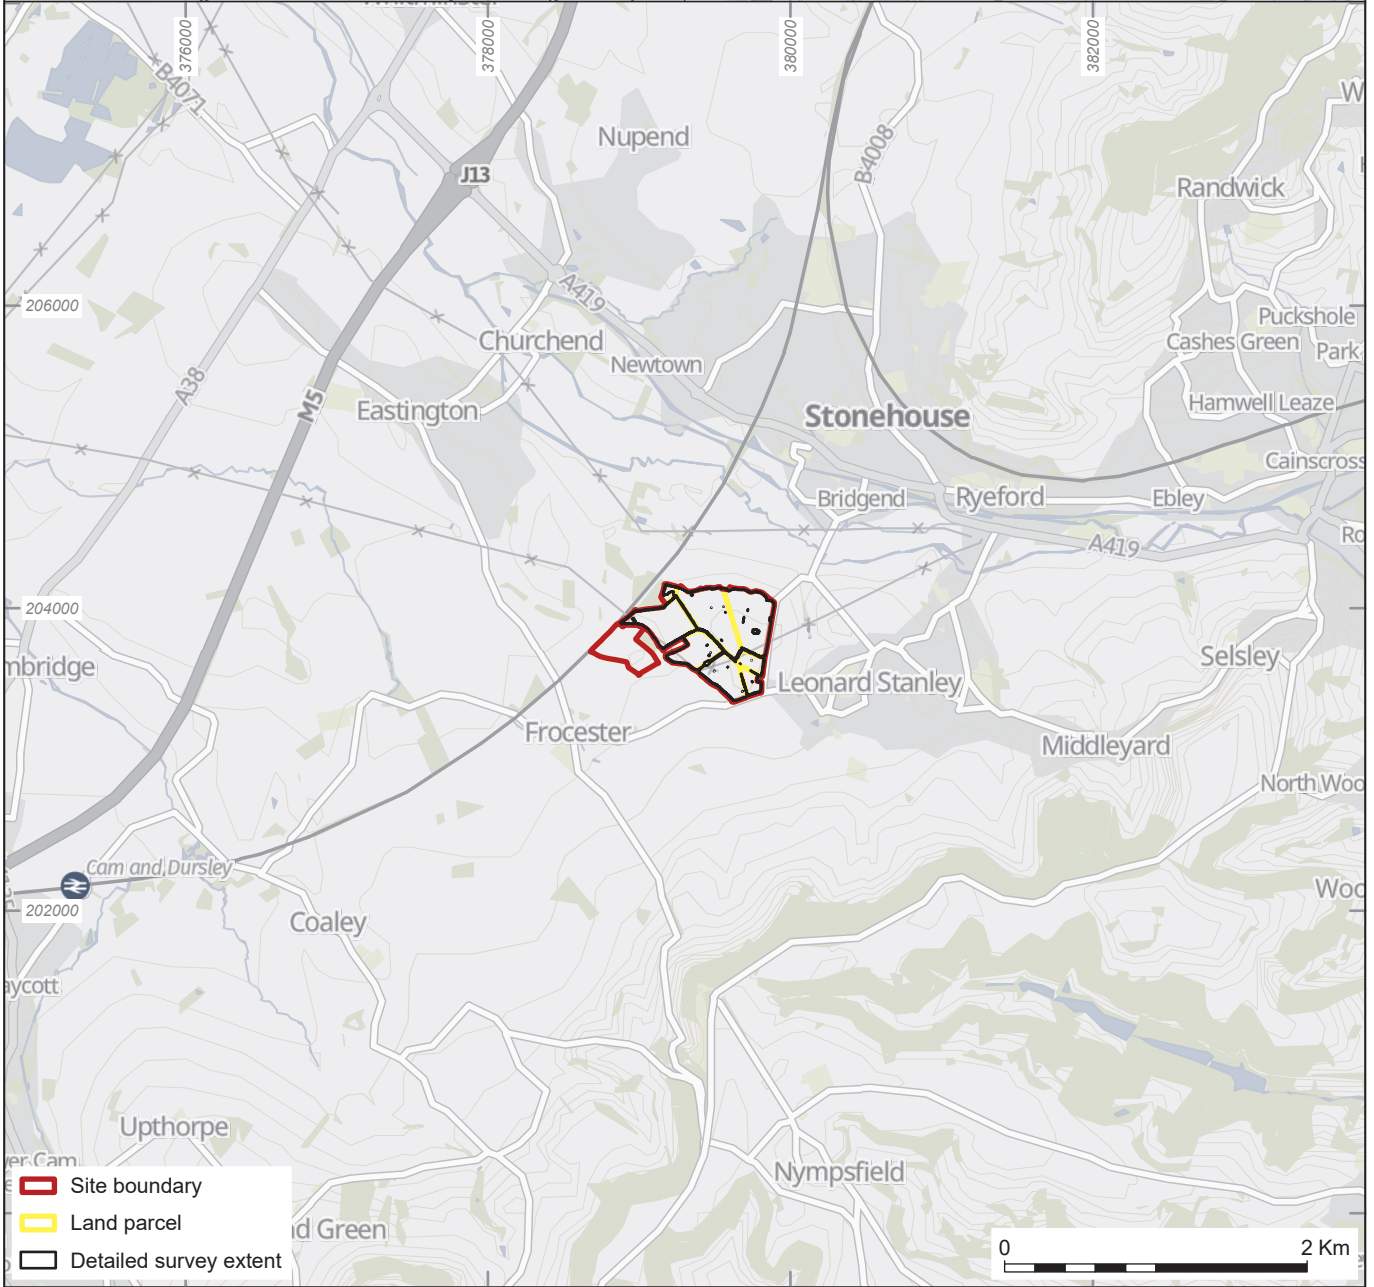 376000
378000
380000
382000
B4071
Nupend
J13
B4008
Randwick
206000
A419
Puckshole
Churchend
Cashes Green
Park
Newtown
A38
M5
Eastington
Stonehouse
Hamwell Leaze
Cainscross
Bridgend
Ryeford
Ebley
A419
204000
mbridge
Selsley
Leonard Stanley
Frocester
Middleyard
North Woo
Cam and Dursley
202000
Coaley
Woo
aycott
Upthorpe
er Cam
Nympsfield
Site boundary
Land parcel
nd Green
Detailed survey extent
0 2 Km